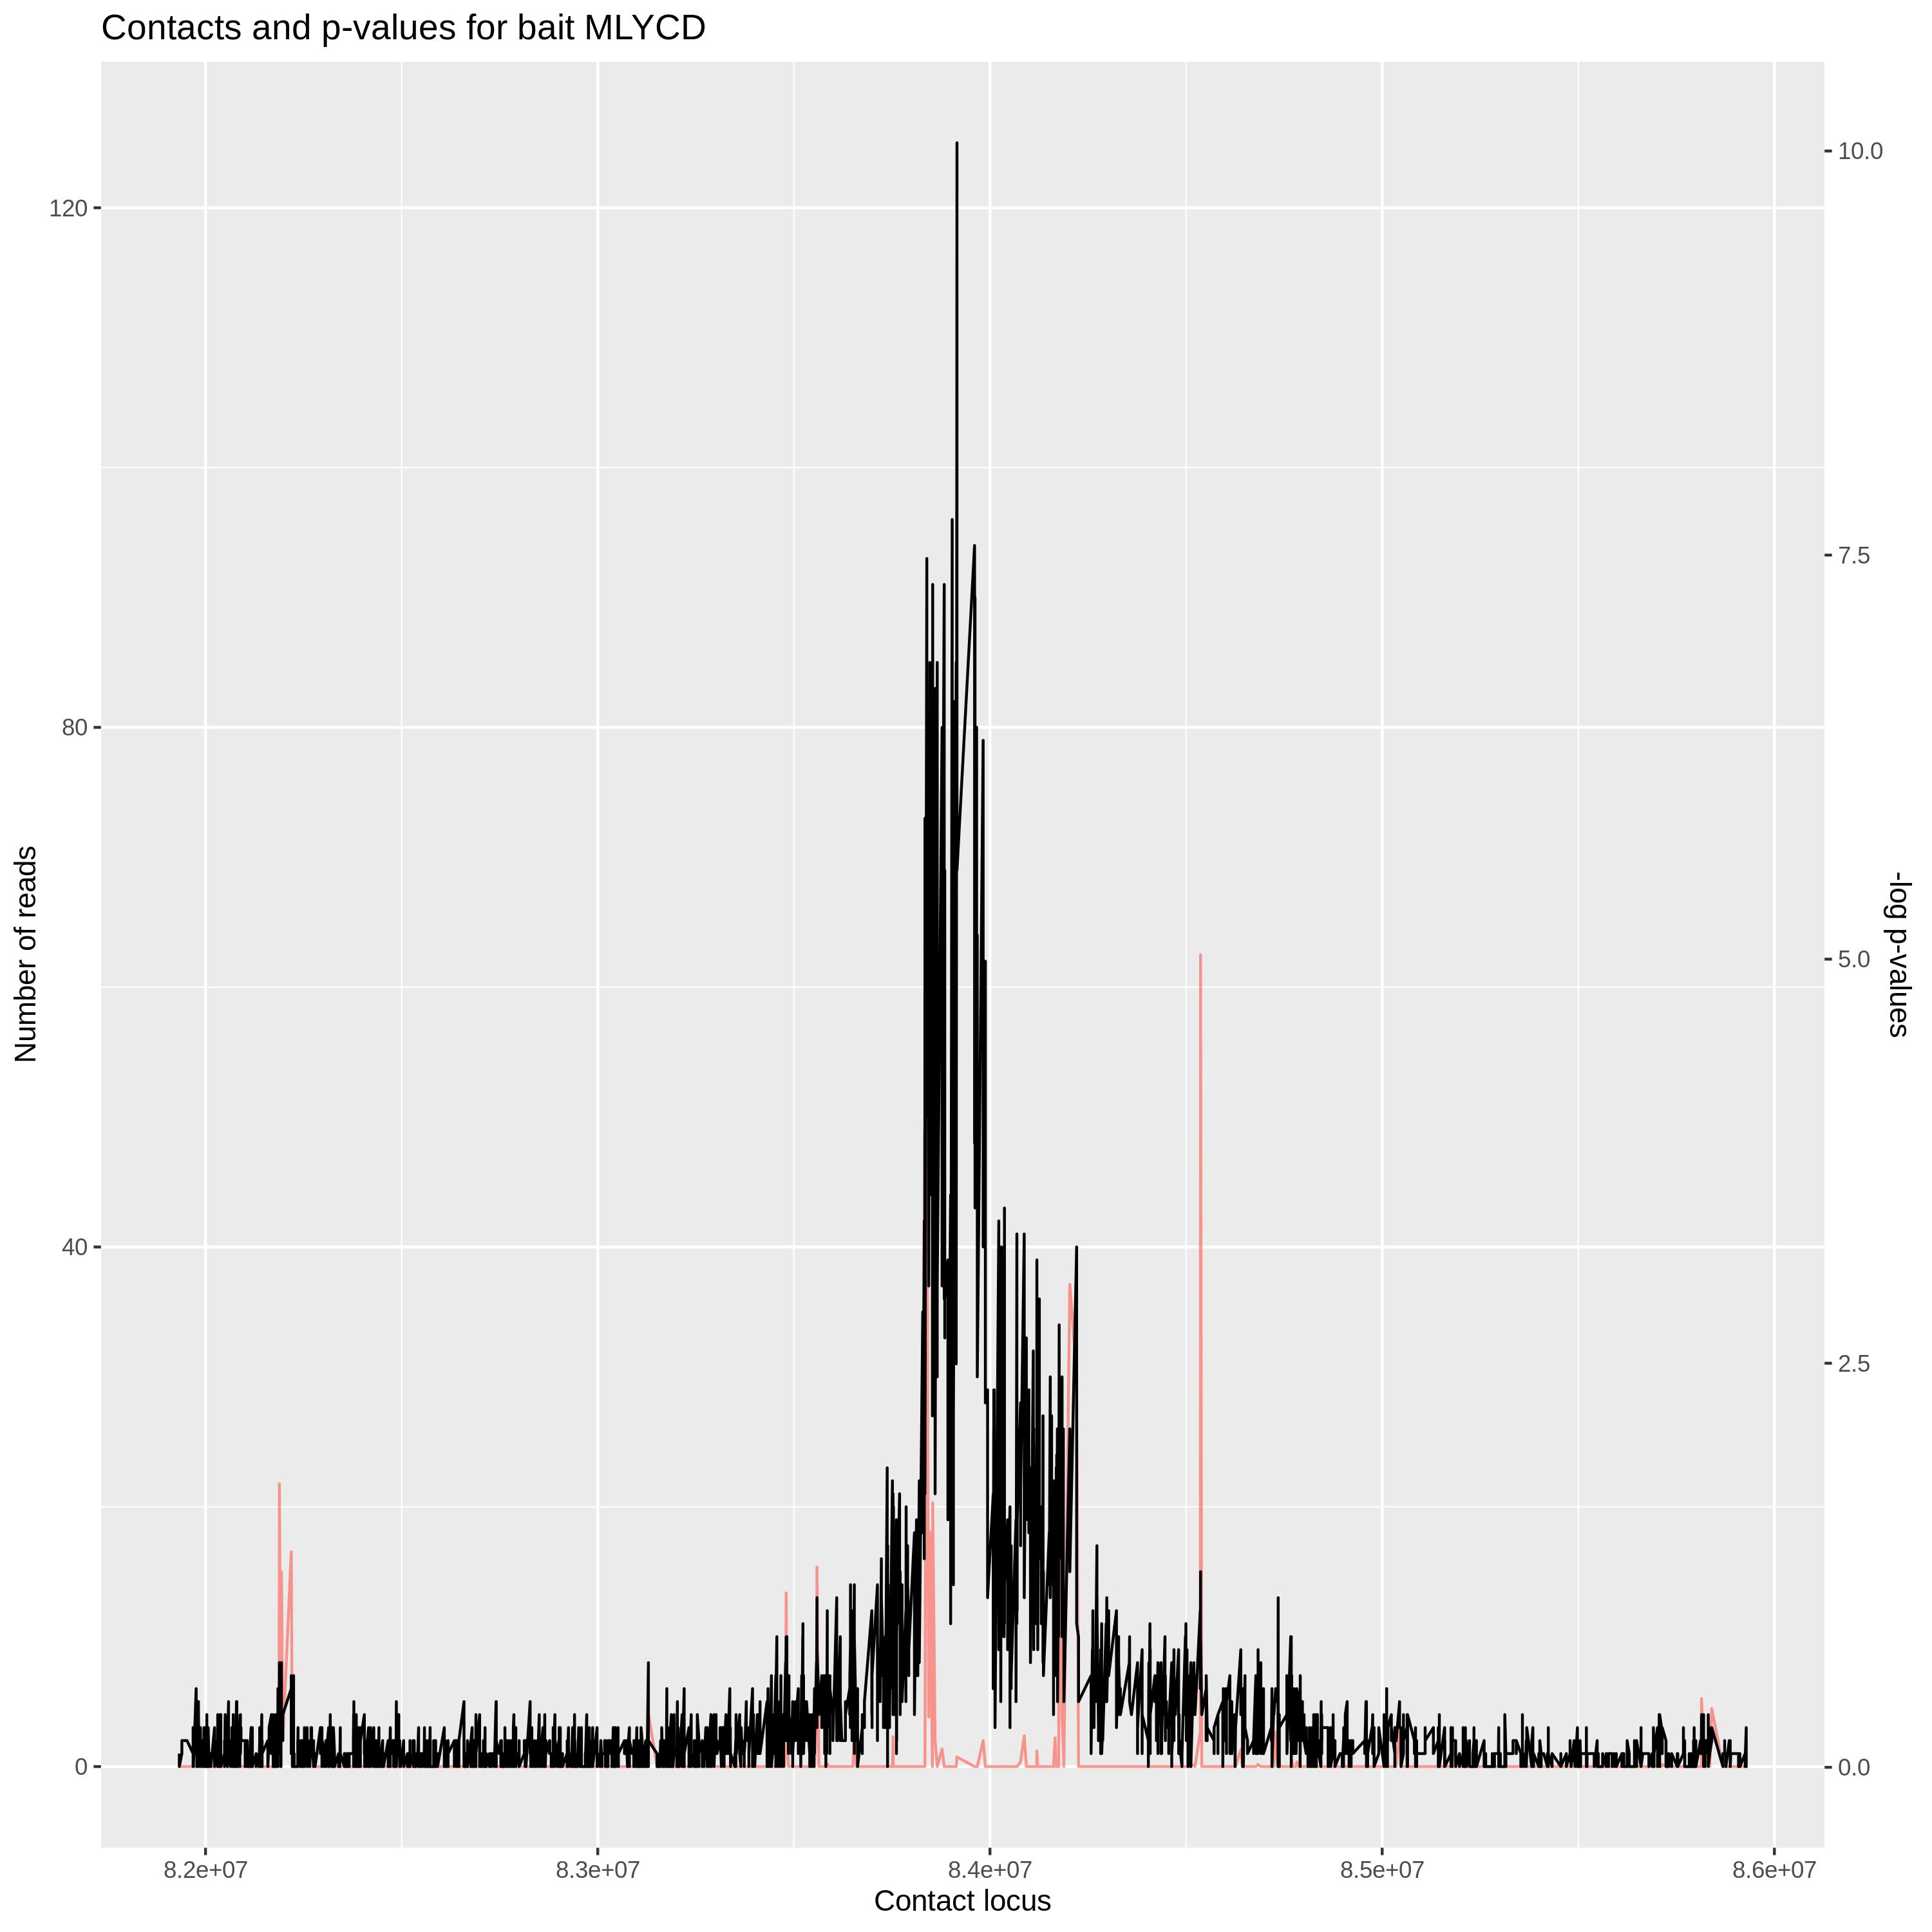 Contacts and p-values for bait MLYCD
Number of reads
120
80
40
0
10.0
7.5
5.0
2.5
0.0
-log p-values
8.2e+07
8.3e+07
8.4e+07
8.5e+07
8.6e+07
Contact locus